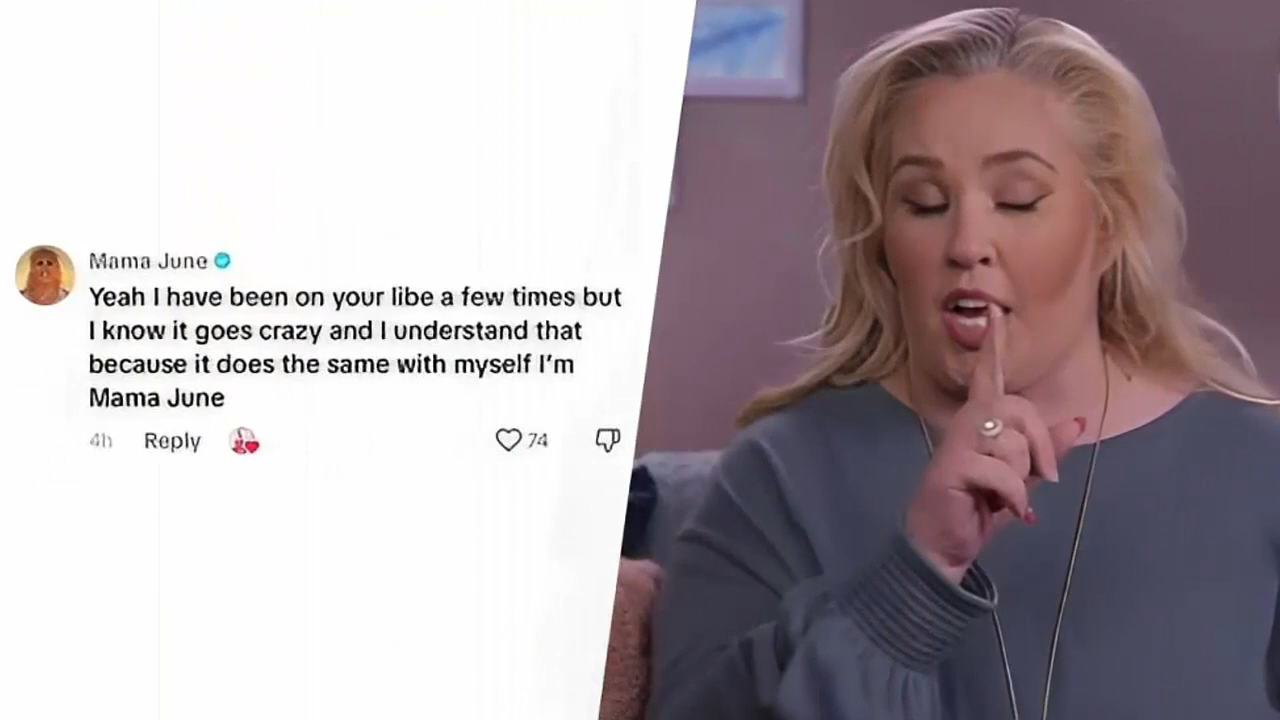 Mama June
Yeah I have been on your libe a few times but
I know it goes crazy and I understand that
because it does the same with myself I'm
Mama June
4h Reply 74